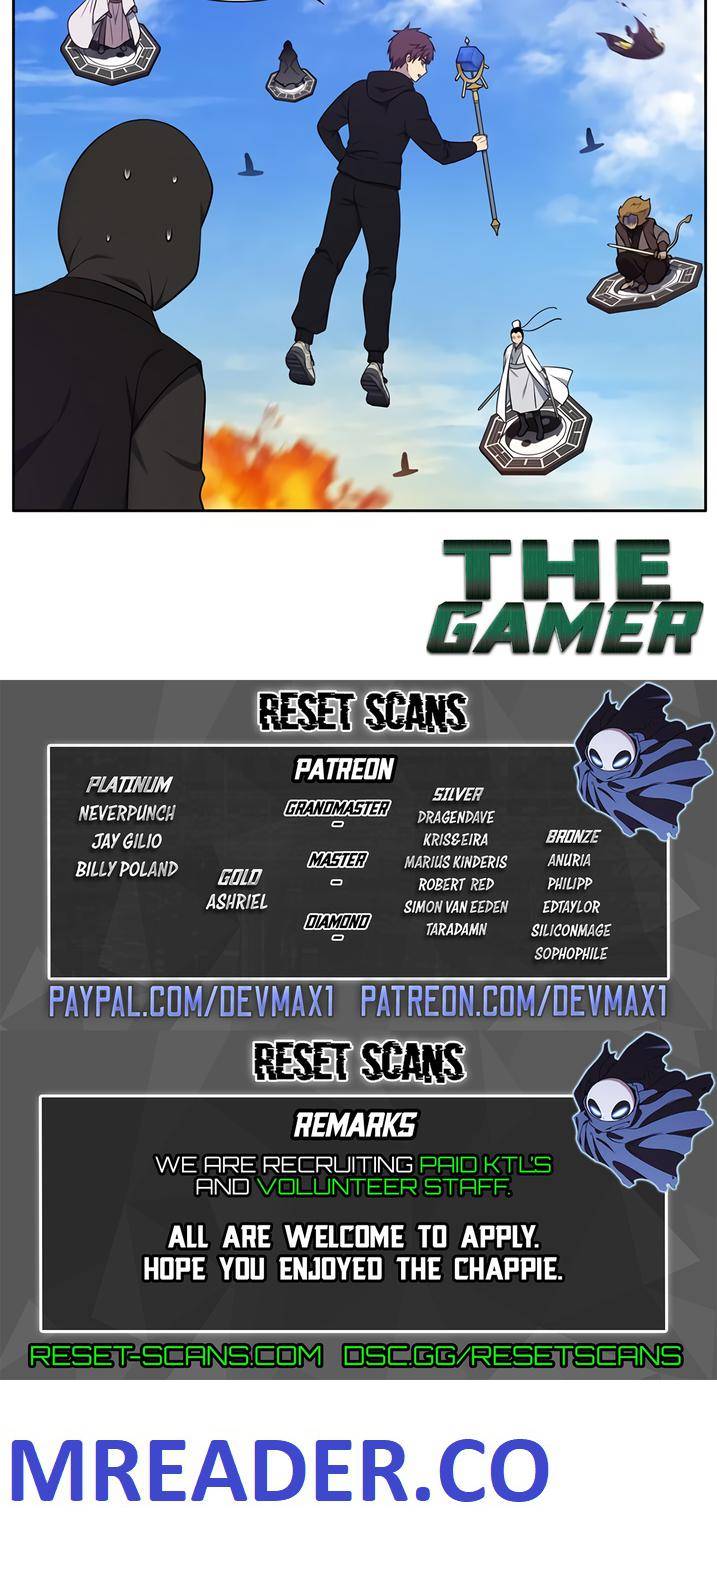 THE
GAMER
RESET SCANS
PATREON
PLATINUM
NEVERPUNCH
JAY GILIO
BILLY POLAND
GOLD
ASHRIEL
GRANDMASTER
-
MASTER
-
DIAMOND
-
SILVER
DRAGENDAVE
KRIS&EIRA
MARIUS KINDERIS
ROBERT RED
SIMON VAN EEDEN
TARADAMN
BRONZE
ANURIA
PHILIPP
EDTAYLOR
SILICONMAGE
SOPHOPHILE
PAYPAL.COM/DEVMAX1 PATREON.COM/DEVMAX1
RESET SCANS
REMARKS
WE ARE RECRUITING PAID KTL'S
AND VOLUNTEER STAFF.
ALL ARE WELCOME TO APPLY.
HOPE YOU ENJOYED THE CHAPPIE.
RESET-SCANS.COM DSC.GG/RESETSCANS
MREADER.CO